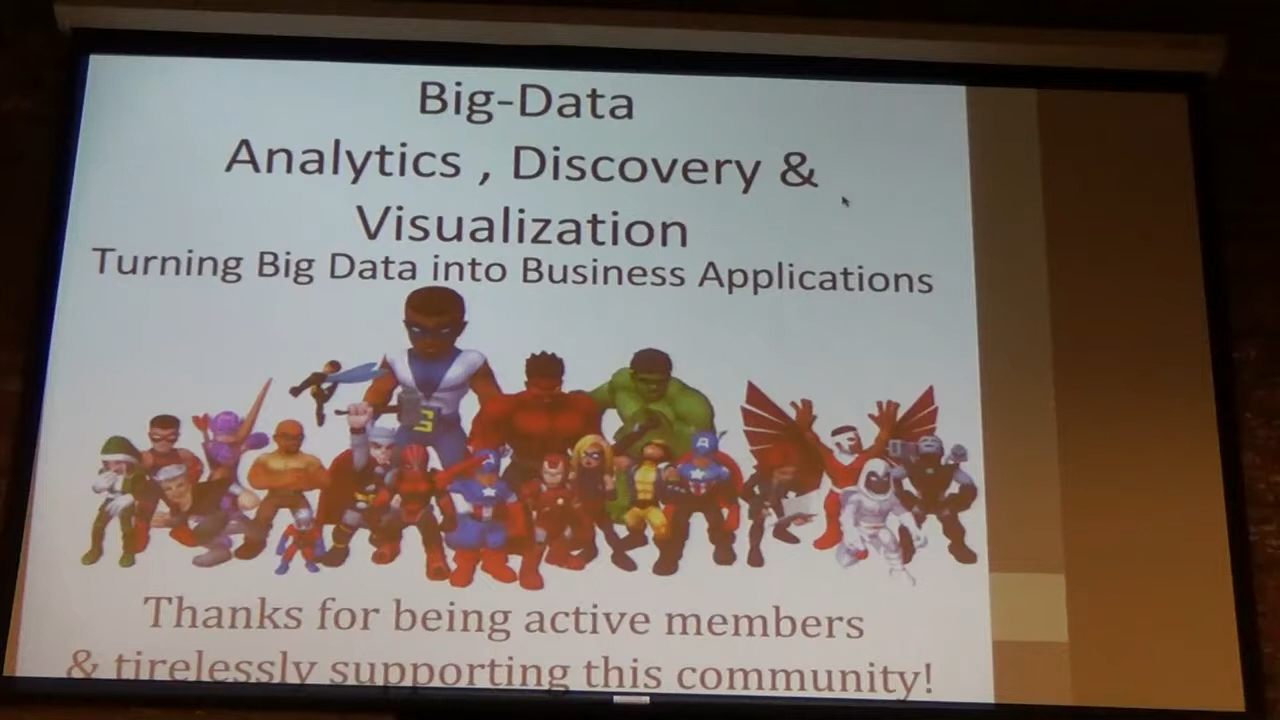 Big-Data
Analytics , Discovery &
Visualization
Turning Big Data into Business Applications
3
A
Thanks for being active members
& tirelessly supporting this community!